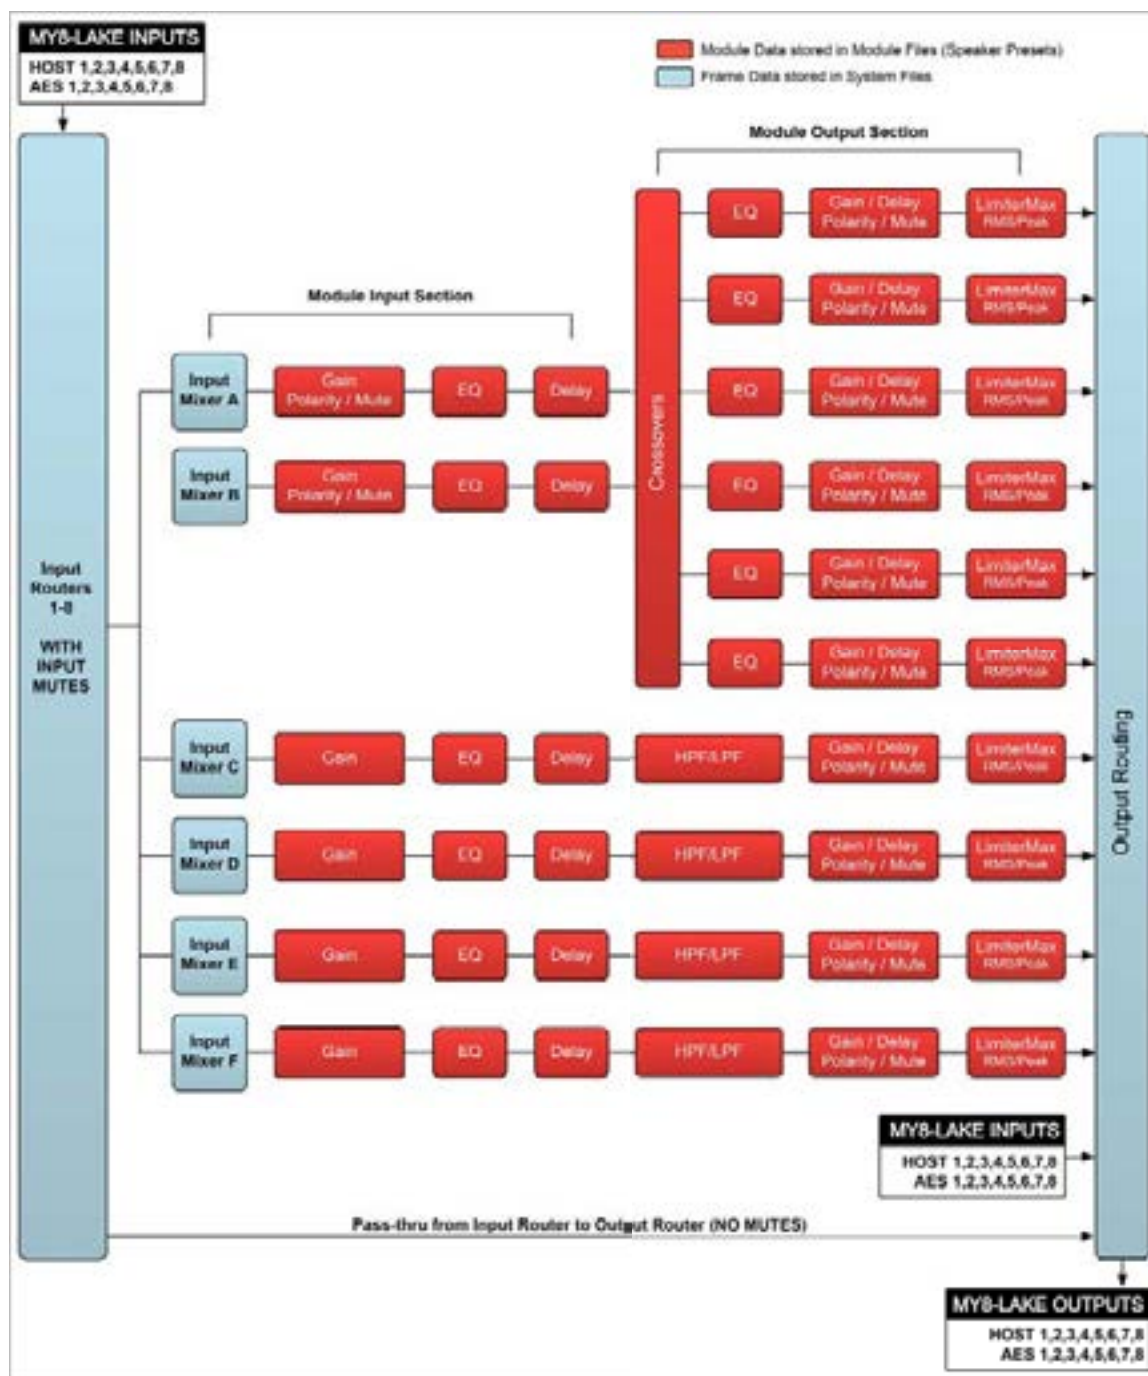 MY8-LAKE INPUTS
HOST 1,2,3,4,5,6,7,8
AES 1,2,3,4,5,6,7,8
Module Data stored in Module Files (Speaker Presets)
Frame Data stored in System Files
Module Output Section
EQ
Gain / Delay
Polarity / Mute
LimiterMax
RMS/Peak
EQ
Gain / Delay
Polarity / Mute
LimiterMax
RMS/Peak
Module Input Section
Input
Mixer A
Gain
Polarity / Mute
EQ
Delay
Crossovers
EQ
Gain / Delay
Polarity / Mute
LimiterMax
RMS/Peak
Input
Mixer B
Gain
Polarity / Mute
EQ
Delay
EQ
Gain / Delay
Polarity / Mute
LimiterMax
RMS/Peak
Input
Routers
1-8
WITH
INPUT
MUTES
EQ
Gain / Delay
Polarity / Mute
LimiterMax
RMS/Peak
EQ
Gain / Delay
Polarity / Mute
LimiterMax
RMS/Peak
Input
Mixer C
Gain
EQ
Delay
HPF/LPF
Gain / Delay
Polarity / Mute
LimiterMax
RMS/Peak
Output Routing
Input
Mixer D
Gain
EQ
Delay
HPF/LPF
Gain / Delay
Polarity / Mute
LimiterMax
RMS/Peak
Input
Mixer E
Gain
EQ
Delay
HPF/LPF
Gain / Delay
Polarity / Mute
LimiterMax
RMS/Peak
Input
Mixer F
Gain
EQ
Delay
HPF/LPF
Gain / Delay
Polarity / Mute
LimiterMax
RMS/Peak
MY8-LAKE INPUTS
HOST 1,2,3,4,5,6,7,8
AES 1,2,3,4,5,6,7,8
Pass-thru from Input Router to Output Router (NO MUTES)
MY8-LAKE OUTPUTS
HOST 1,2,3,4,5,6,7,8
AES 1,2,3,4,5,6,7,8